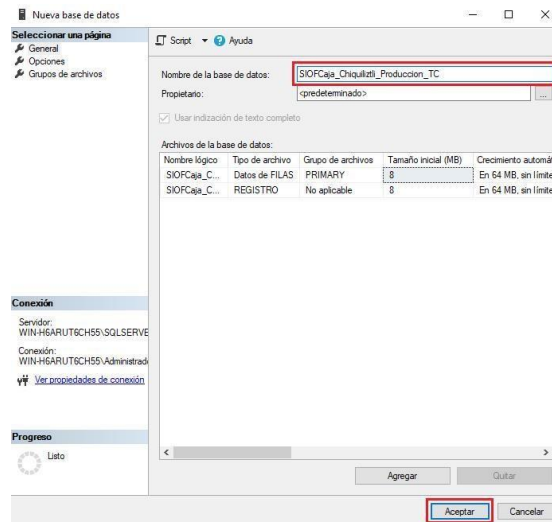 Nueva base de datos
Seleccionar una página
General
Opciones
Grupos de archivos
Script
Ayuda
Nombre de la base de datos:
SIOFCaja_Chiquiliztli_Produccion_TC
Propietario:
<predeterminado>
...
Usar indización de texto completo
Archivos de la base de datos:
Nombre lógico Tipo de archivo Grupo de archivos Tamaño inicial (MB) Crecimiento automát
SIOFCaja_C... Datos de FILAS PRIMARY 8 En 64 MB, sin límite
SIOFCaja_C... REGISTRO No aplicable 8 En 64 MB, sin límite
Conexión
Servidor:
WIN-H6ARUT6CH55\SQLSERVE
Conexión:
WIN-H6ARUT6CH55\Administrado
Ver propiedades de conexión
Progreso
Listo
Agregar
Quitar
Aceptar
Cancelar